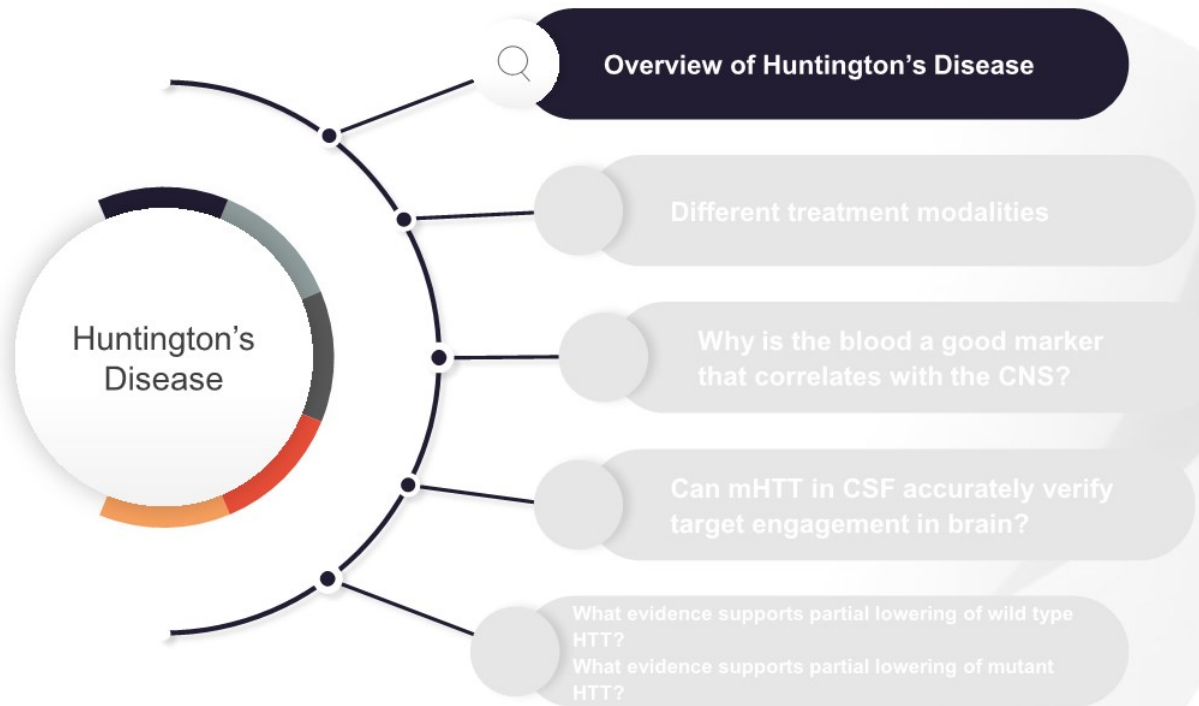 Overview of Huntington’s Disease
Different treatment modalities
Huntington’s
Disease
Why is the blood a good marker
that correlates with the CNS?
Can mHTT in CSF accurately verify
target engagement in brain?
What evidence supports partial lowering of wild type
HTT?
What evidence supports partial lowering of mutant
HTT?